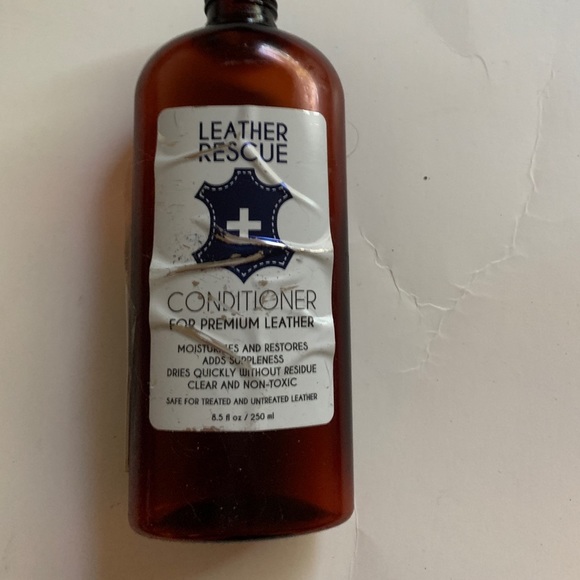 LEATHER
RESCUE
CONDITIONER
FOR PREMIUM LEATHER
MOISTURIZES AND RESTORES
ADDS SUPPLENESS
DRIES QUICKLY WITHOUT RESIDUE
CLEAR AND NON-TOXIC
SAFE FOR TREATED AND UNTREATED LEATHER
8.5 fl oz / 250 ml